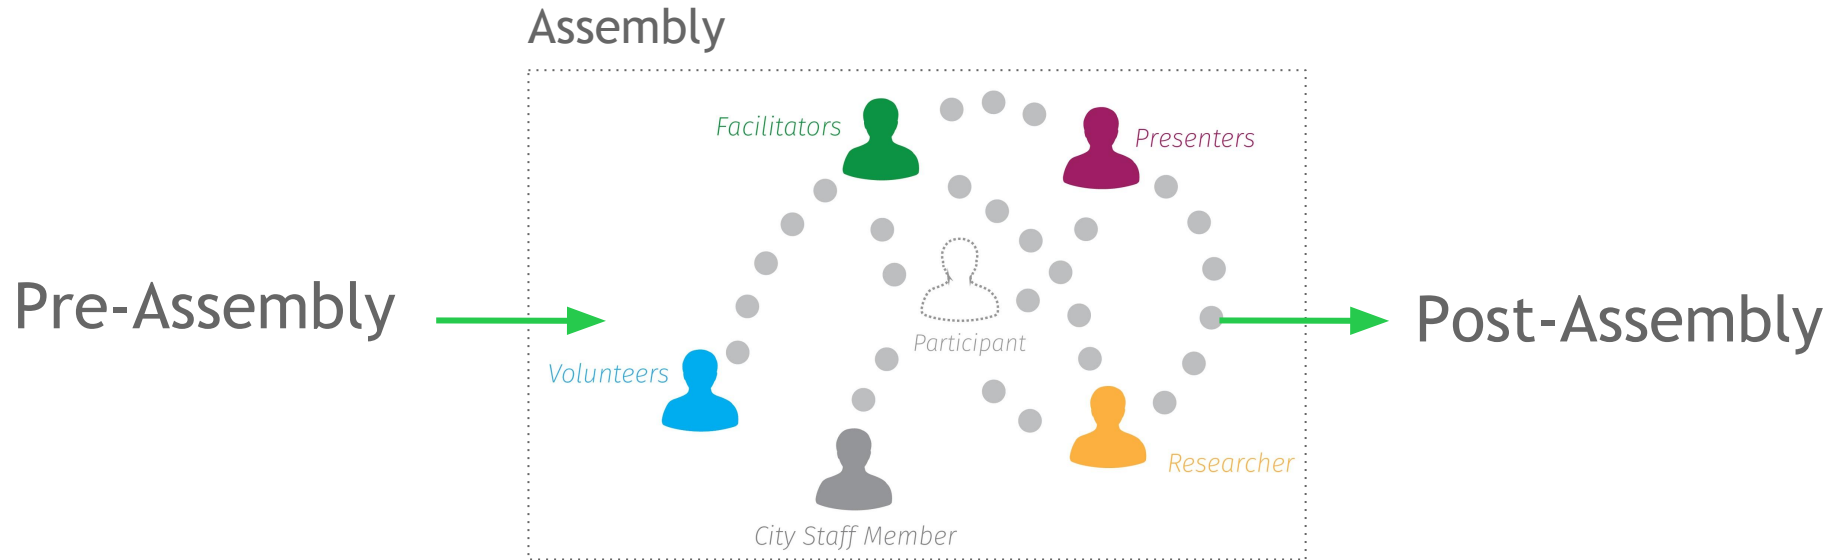 Assembly
Facilitators
Presenters
Pre-Assembly
Post-Assembly
Participant
Volunteers
Researcher
City Staff Member